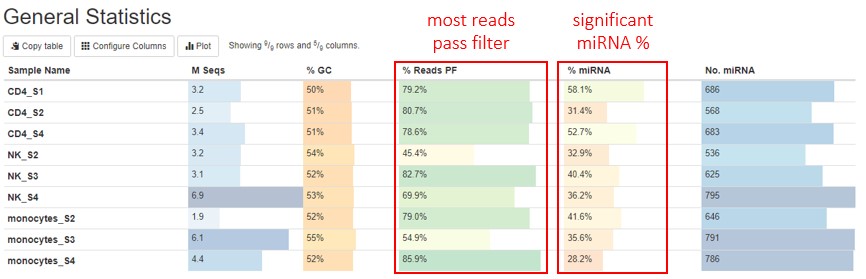 General Statistics
most reads
pass filter
significant
miRNA %
Copy table Configure Columns Plot Showing 9/9 rows and 5/9 columns.
Sample Name M Seqs % GC % Reads PF % miRNA No. miRNA
CD4_S1 3.2 50% 79.2% 58.1% 686
CD4_S2 2.5 51% 80.7% 31.4% 568
CD4_S4 3.4 51% 78.6% 52.7% 683
NK_S2 3.2 54% 45.4% 32.9% 536
NK_S3 3.1 52% 82.7% 40.4% 625
NK_S4 6.9 53% 69.9% 36.2% 795
monocytes_S2 1.9 52% 79.0% 41.6% 646
monocytes_S3 6.1 55% 54.9% 35.6% 791
monocytes_S4 4.4 52% 85.9% 28.2% 786